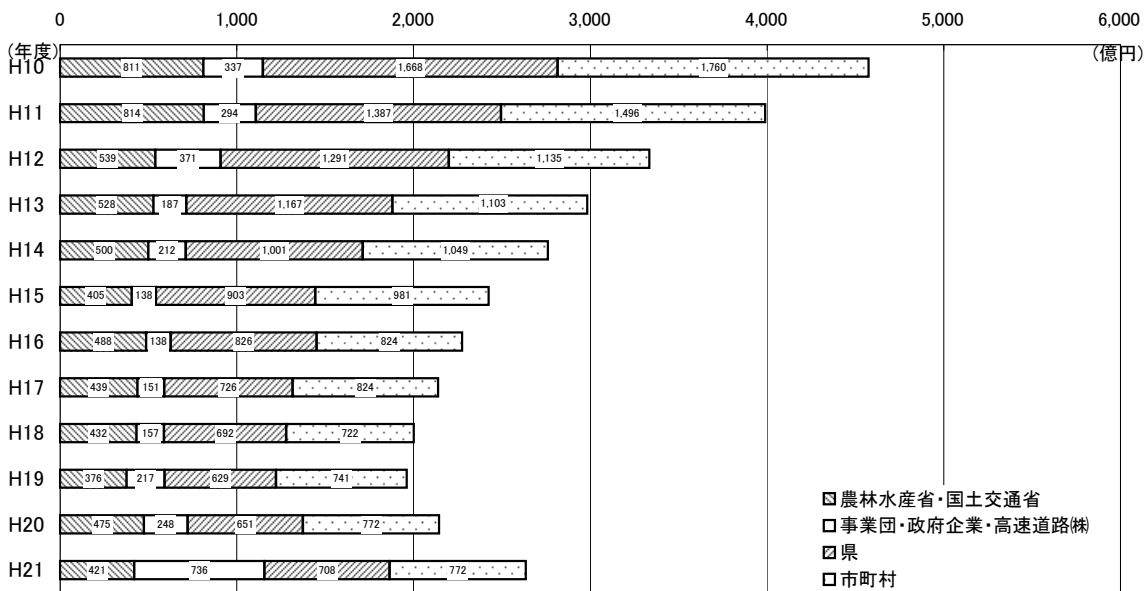 0 1,000 2,000 3,000 4,000 5,000 6,000
(年度) (億円)
H10 811 337 1,668 1,760
H11 814 294 1,387 1,496
H12 539 371 1,291 1,135
H13 528 187 1,167 1,103
H14 500 212 1,001 1,049
H15 405 138 903 981
H16 488 138 826 824
H17 439 151 726 824
H18 432 157 692 722
H19 376 217 629 741
H20 475 248 651 772
H21 421 736 708 772
農林水産省・国土交通省
事業団・政府企業・高速道路㈱
県
市町村